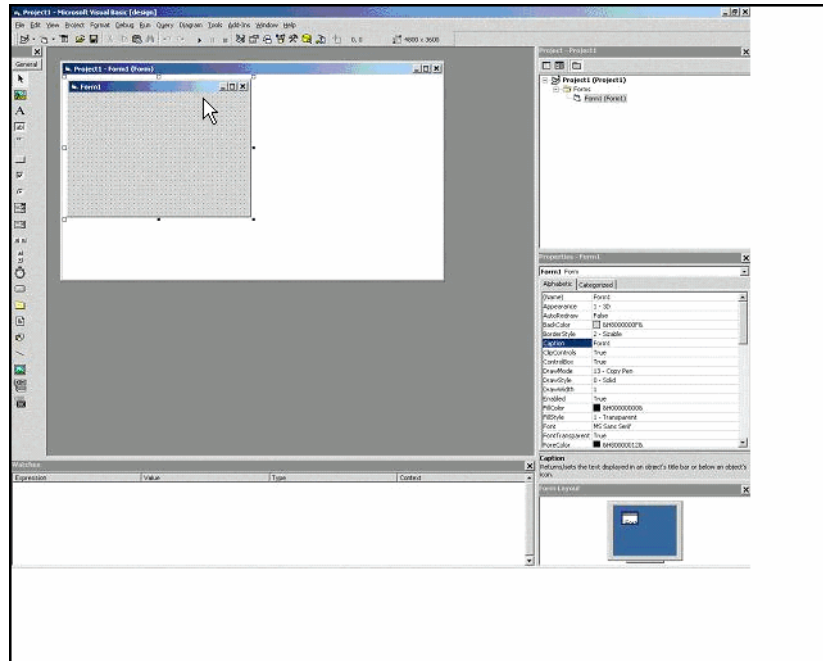 Project1 - Microsoft Visual Basic [design]
File Edit View Project Format Debug Run Query Diagram Tools Add-Ins Window Help
0, 0 4800 x 3600
General
Project1 - Form1 (Form)
Form1
Project - Project1
Project1 (Project1)
Forms
Form1 (Form1)
Properties - Form1
Form1 Form
Alphabetic Categorized
(Name) Form1
Appearance 1 - 3D
AutoRedraw False
BackColor &H8000000F&
BorderStyle 2 - Sizable
Caption Form1
ClipControls True
ControlBox True
DrawMode 13 - Copy Pen
DrawStyle 0 - Solid
DrawWidth 1
Enabled True
FillColor &H00000000&
FillStyle 1 - Transparent
Font MS Sans Serif
FontTransparent True
ForeColor &H80000012&
Caption
Returns/sets the text displayed in an object's title bar or below an object's
icon.
Watches
Expression Value Type Context
Form Layout